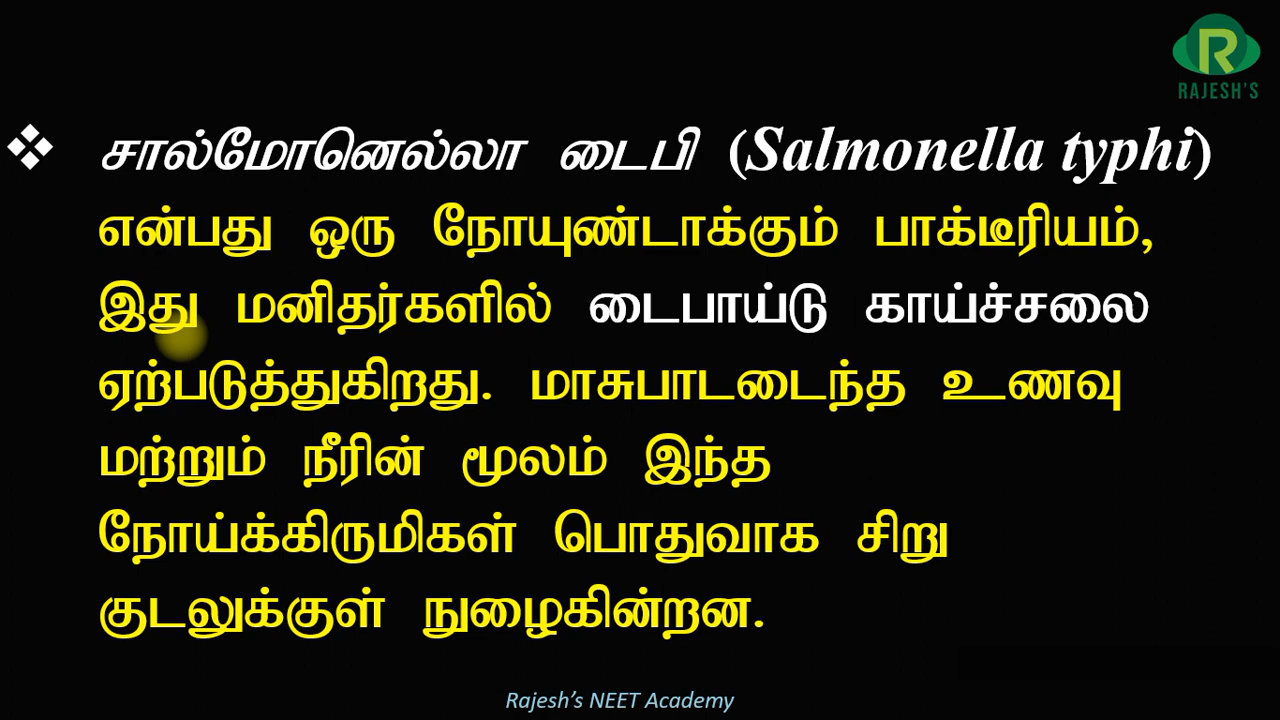 RAJESH'S
❖ சால்மோனெல்லா டைபி (Salmonella typhi)
என்பது ஒரு நோயுண்டாக்கும் பாக்டீரியம்,
இது மனிதர்களில் டைபாய்டு காய்ச்சலை
ஏற்படுத்துகிறது. மாசுபாடடைந்த உணவு
மற்றும் நீரின் மூலம் இந்த
நோய்க்கிருமிகள் பொதுவாக சிறு
குடலுக்குள் நுழைகின்றன.
Rajesh's NEET Academy